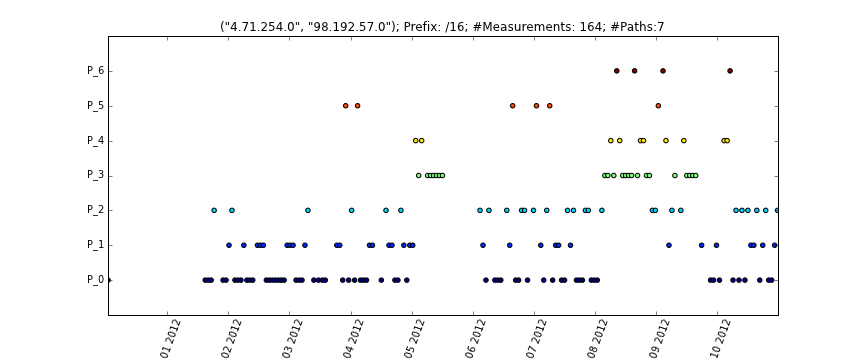 ("4.71.254.0", "98.192.57.0"); Prefix: /16; #Measurements: 164; #Paths:7
P_6
P_5
P_4
P_3
P_2
P_1
P_0
01 2012
02 2012
03 2012
04 2012
05 2012
06 2012
07 2012
08 2012
09 2012
10 2012